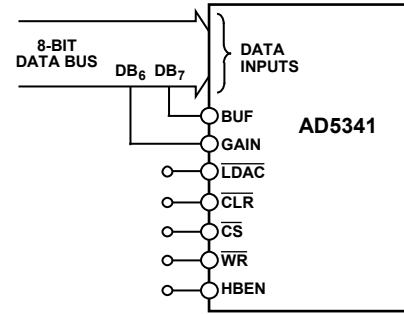 8-BIT
DATA BUS
DB6 DB7
DATA
INPUTS
BUF
GAIN
LDAC
CLR
CS
WR
HBEN
AD5341